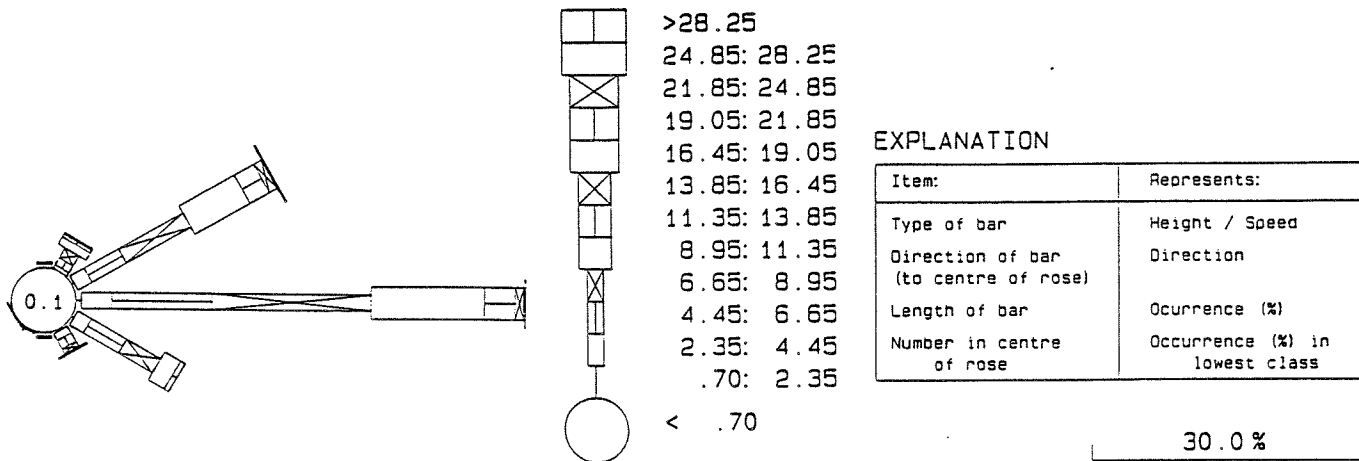 >28.25
24.85: 28.25
21.85: 24.85
19.05: 21.85
16.45: 19.05
13.85: 16.45
11.35: 13.85
8.95: 11.35
6.65: 8.95
4.45: 6.65
2.35: 4.45
.70: 2.35
< .70
0.1
EXPLANATION
Item: Represents:
Type of bar Height / Speed
Direction of bar Direction
(to centre of rose)
Length of bar Ocurrence (%)
Number in centre Occurrence (%) in
of rose lowest class
30.0%